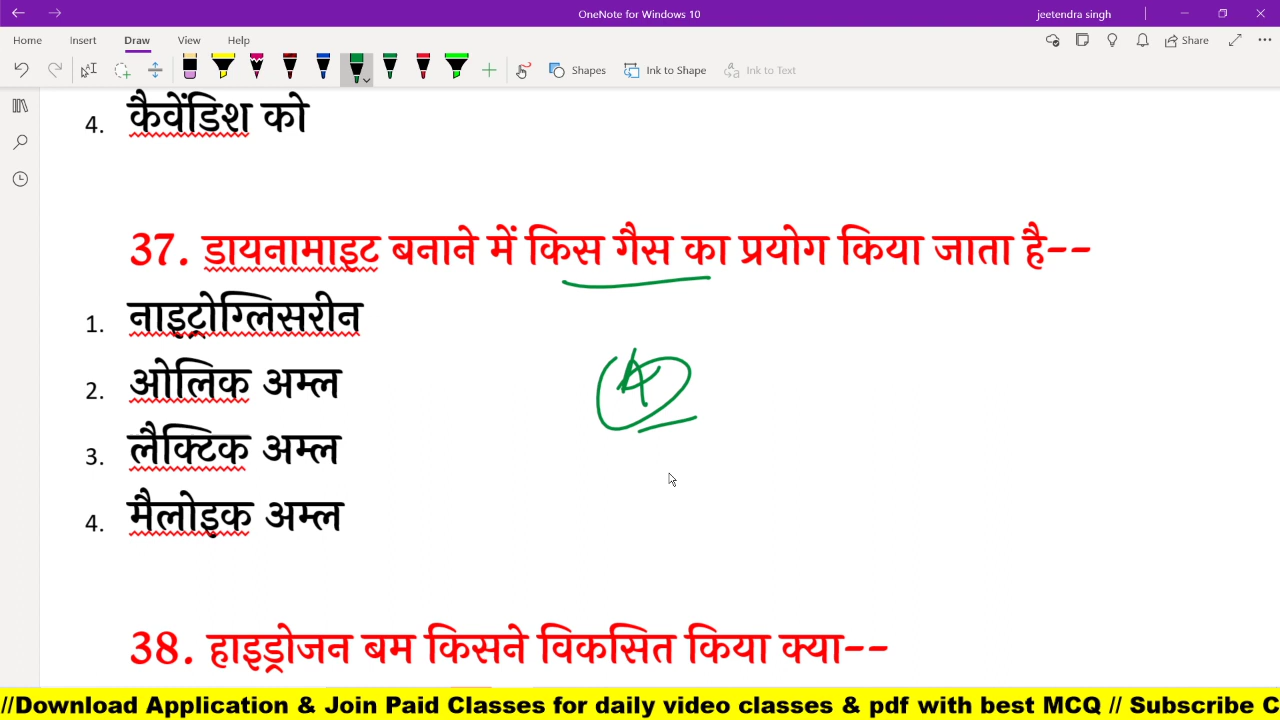 OneNote for Windows 10
jeetendra singh
Home Insert Draw View Help
Share
Shapes Ink to Shape Ink to Text
4. कैवेंडिश को
37. डायनामाइट बनाने में किस गैस का प्रयोग किया जाता है--
1. नाइट्रोग्लिसरीन
2. ओलिक अम्ल
A
3. लैक्टिक अम्ल
4. मैलोइक अम्ल
38. हाइड्रोजन बम किसने विकसित किया क्या--
//Download Application & Join Paid Classes for daily video classes & pdf with best MCQ // Subscribe C